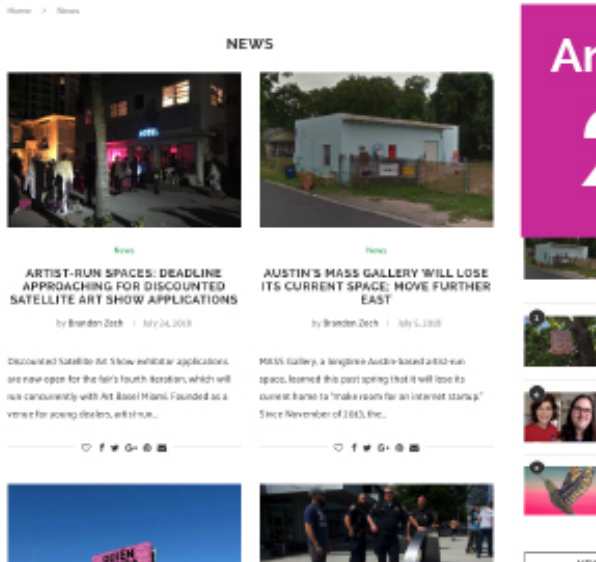 Home > News
NEWS
Ar
2
News
ARTIST-RUN SPACES: DEADLINE
APPROACHING FOR DISCOUNTED
SATELLITE ART SHOW APPLICATIONS
by Brandon Zech | July 24, 2018
Discounted Satellite Art Show exhibitor applications
are now open for the fair's fourth iteration, which will
run concurrently with Art Basel Miami. Founded as a
venue for young dealers, artist-run...
News
AUSTIN'S MASS GALLERY WILL LOSE
ITS CURRENT SPACE; MOVE FURTHER
EAST
by Brandon Zech | July 5, 2018
MASS Gallery, a longtime Austin-based artist-run
space, learned this past spring that it will lose its
current home to "make room for an internet startup."
Since November of 2013, the...